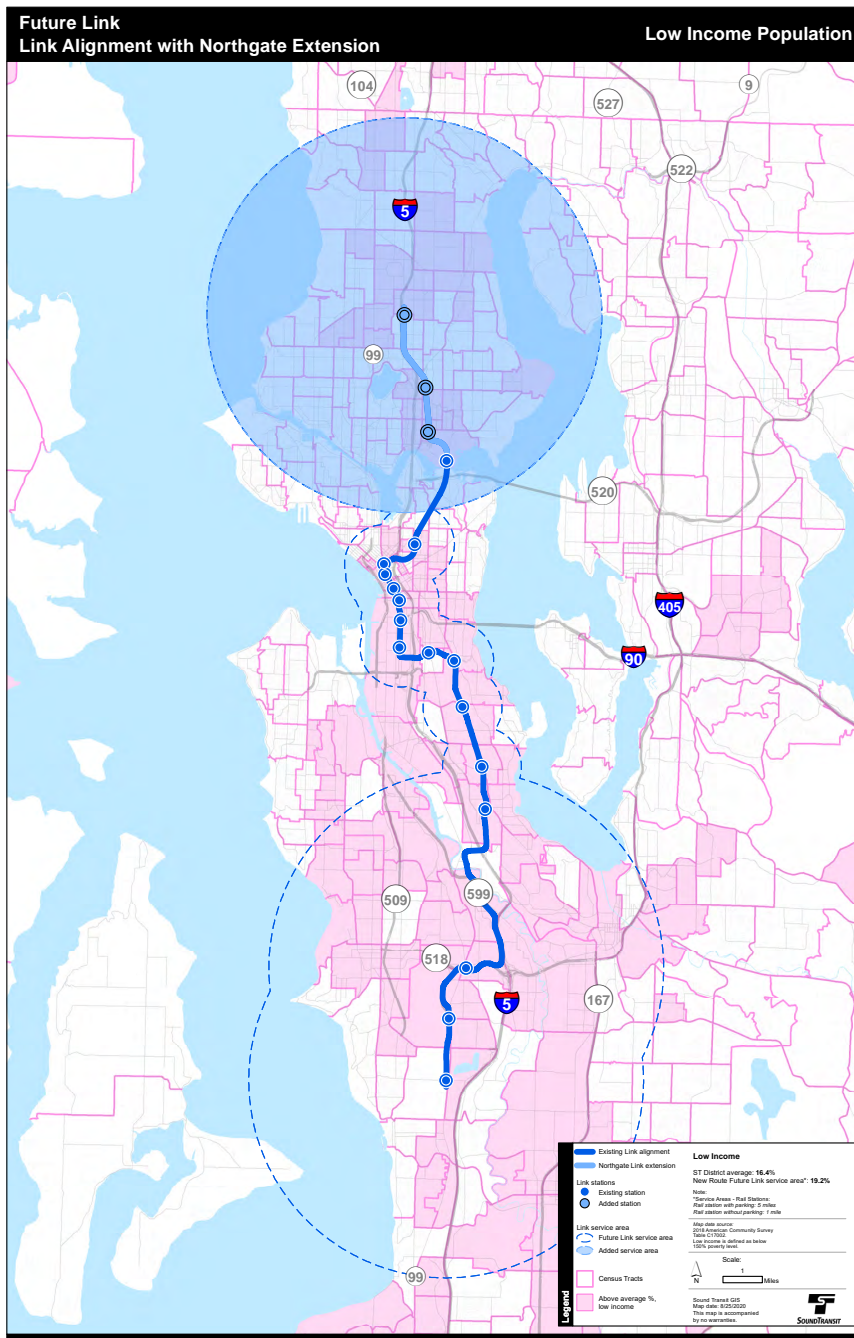 Future Link
Link Alignment with Northgate Extension
Low Income Population
104
527
9
522
5
99
520
405
90
509
599
518
5
167
99
Legend
Existing Link alignment
Northgate Link extension
Link stations
Existing station
Added station
Link service area
Future Link service area
Added service area
Census Tracts
Above average %,
low income
Low Income
ST District average: 16.4%
New Route Future Link service area*: 19.2%
Note:
*Service Areas - Rail Stations:
Rail station with parking: 5 miles
Rail station without parking: 1 mile
Map data source:
2018 American Community Survey
Table C17002.
Low income is defined as below
150% poverty level.
Scale:
1
N
Miles
Sound Transit GIS
Map date: 8/25/2020
This map is accompanied
by no warranties.
SOUNDTRANSIT